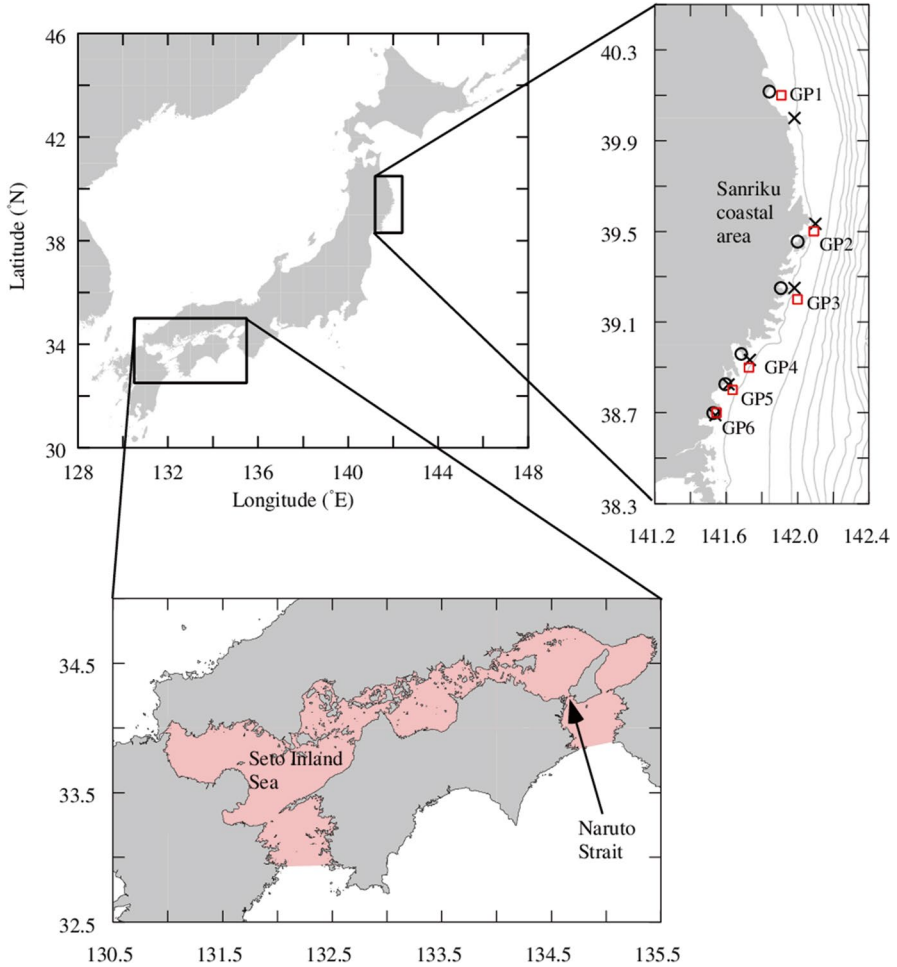 46
42
38
34
30
128
132
136
140
144
148
Latitude (°N)
Longitude (°E)
40.3
39.9
39.5
39.1
38.7
38.3
141.2
141.6
142.0
142.4
GP1
Sanriku
coastal
area
GP2
GP3
GP4
GP5
GP6
34.5
33.5
32.5
130.5
131.5
132.5
133.5
134.5
135.5
Seto Inland
Sea
Naruto
Strait